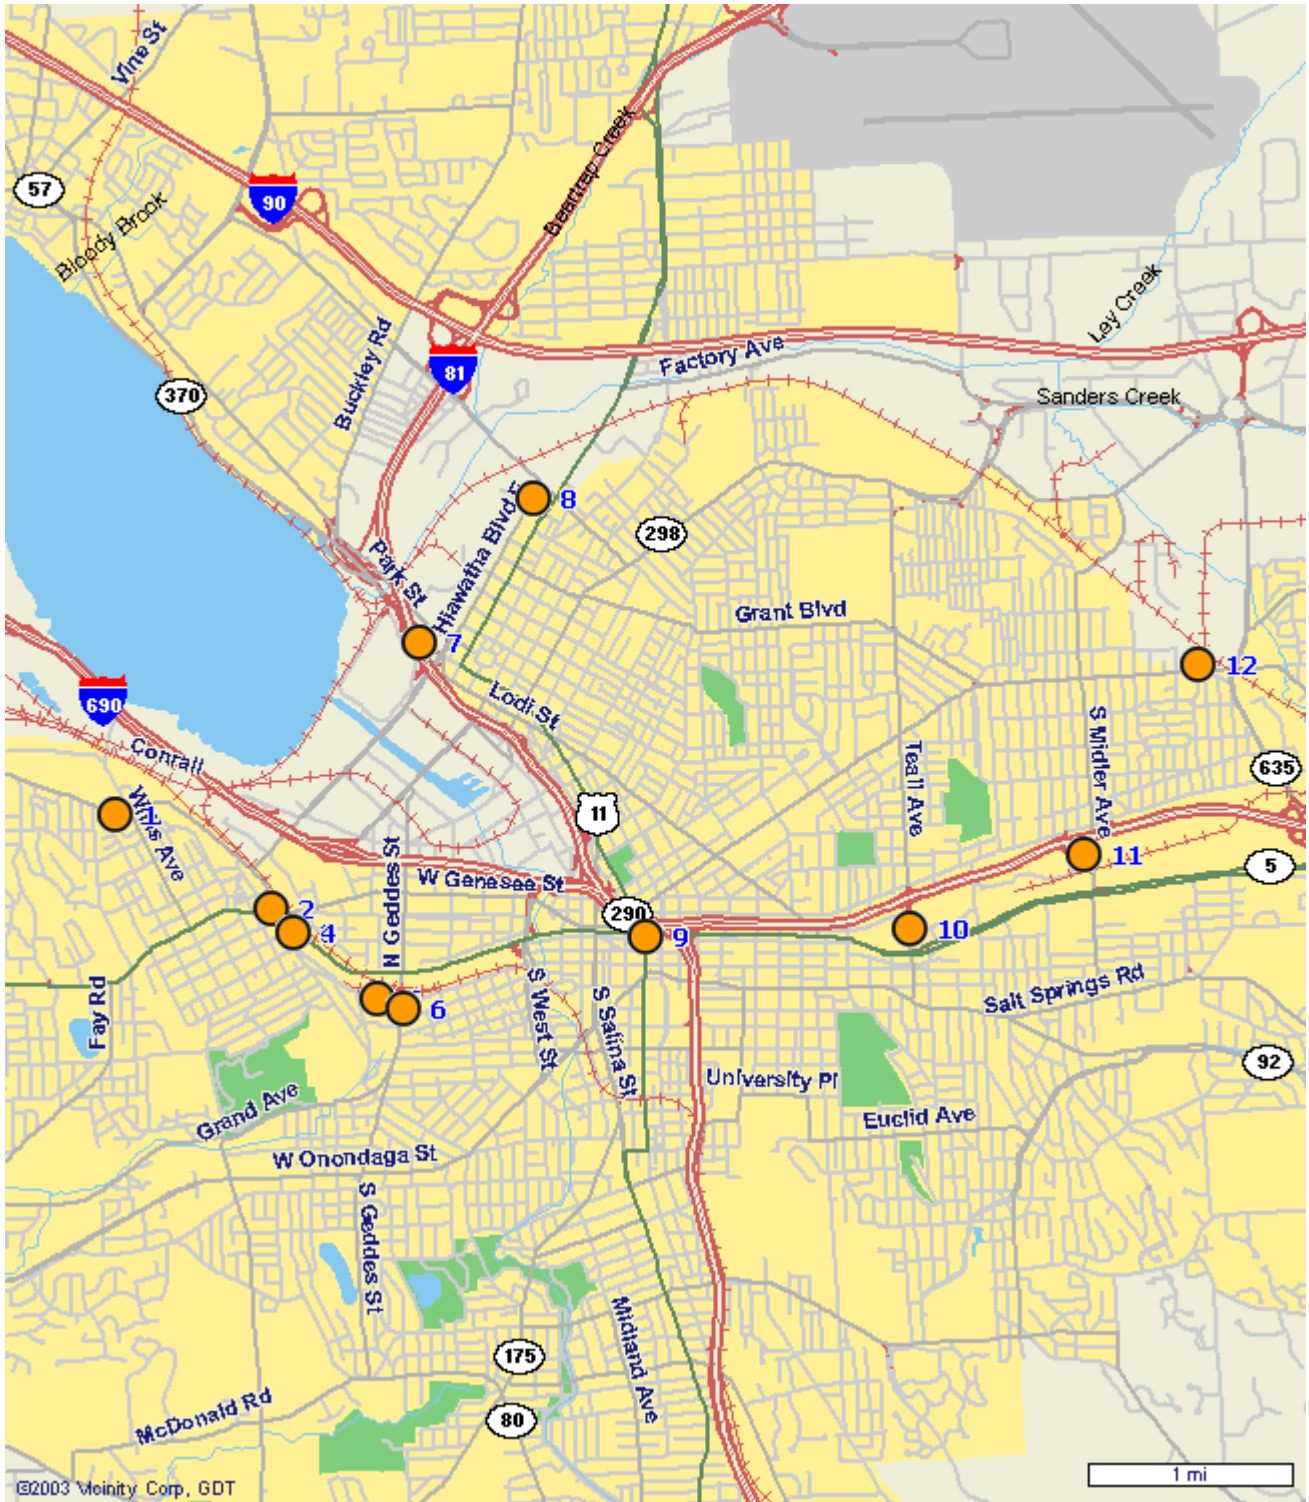 Vine St
57
90
Bloody Brook
Beartrap Creek
Ley Creek
Buckley Rd
81
Factory Ave
370
Sanders Creek
8
298
Hiawatha Blvd E
Park St
Grant Blvd
7
12
690
Lodi St
S Midler Ave
Conrail
Teall Ave
635
1
Willis Ave
11
N Geddes St
11
5
W Genesee St
2
290
4
9
10
Fay Rd
6
S West St
S Salina St
Salt Springs Rd
92
University Pl
Grand Ave
Euclid Ave
W Onondaga St
S Geddes St
Midland Ave
175
McDonald Rd
80
1 mi
©2003 Vicinity Corp, GDT